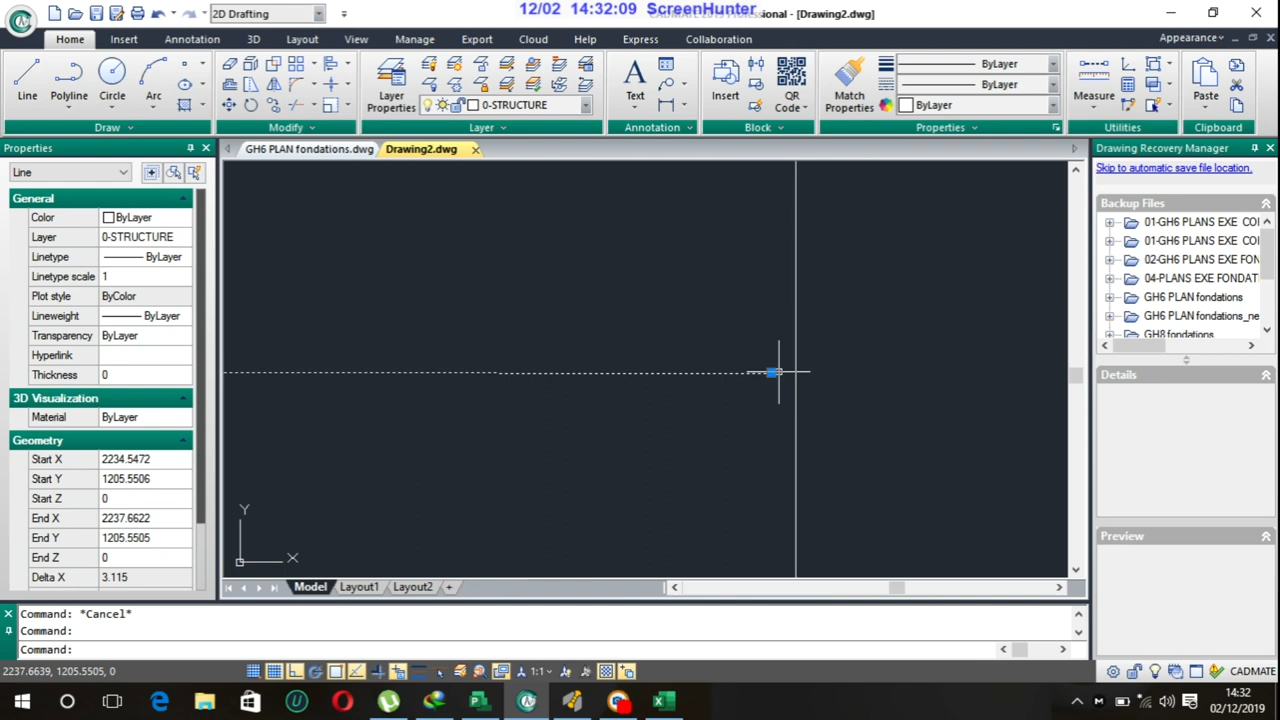 12/02 14:32:09 ScreenHunter
2D Drafting
- [Drawing2.dwg]
Home Insert Annotation 3D Layout View Manage Export Cloud Help Express Collaboration
Appearance
Line Polyline Circle Arc
Layer Properties
0-STRUCTURE
Text
Insert
QR Code
Match Properties
ByLayer
ByLayer
ByLayer
Measure
Paste
Draw Modify Layer Annotation Block Properties Utilities Clipboard
Properties
GH6 PLAN fondations.dwg Drawing2.dwg
Drawing Recovery Manager
Line
Skip to automatic save file location.
General
Color ByLayer
Layer 0-STRUCTURE
Linetype ByLayer
Linetype scale 1
Plot style ByColor
Lineweight ByLayer
Transparency ByLayer
Hyperlink
Thickness 0
3D Visualization
Material ByLayer
Geometry
Start X 2234.5472
Start Y 1205.5506
Start Z 0
End X 2237.6622
End Y 1205.5505
End Z 0
Delta X 3.115
Y
X
Backup Files
01-GH6 PLANS EXE COI
01-GH6 PLANS EXE COI
02-GH6 PLANS EXE FON
04-PLANS EXE FONDAT
GH6 PLAN fondations
GH6 PLAN fondations_ne
GH8 fondations
Details
Preview
Model Layout1 Layout2 +
Command: *Cancel*
Command:
Command:
2237.6639, 1205.5505, 0
1:1
CADMATE
14:32
02/12/2019